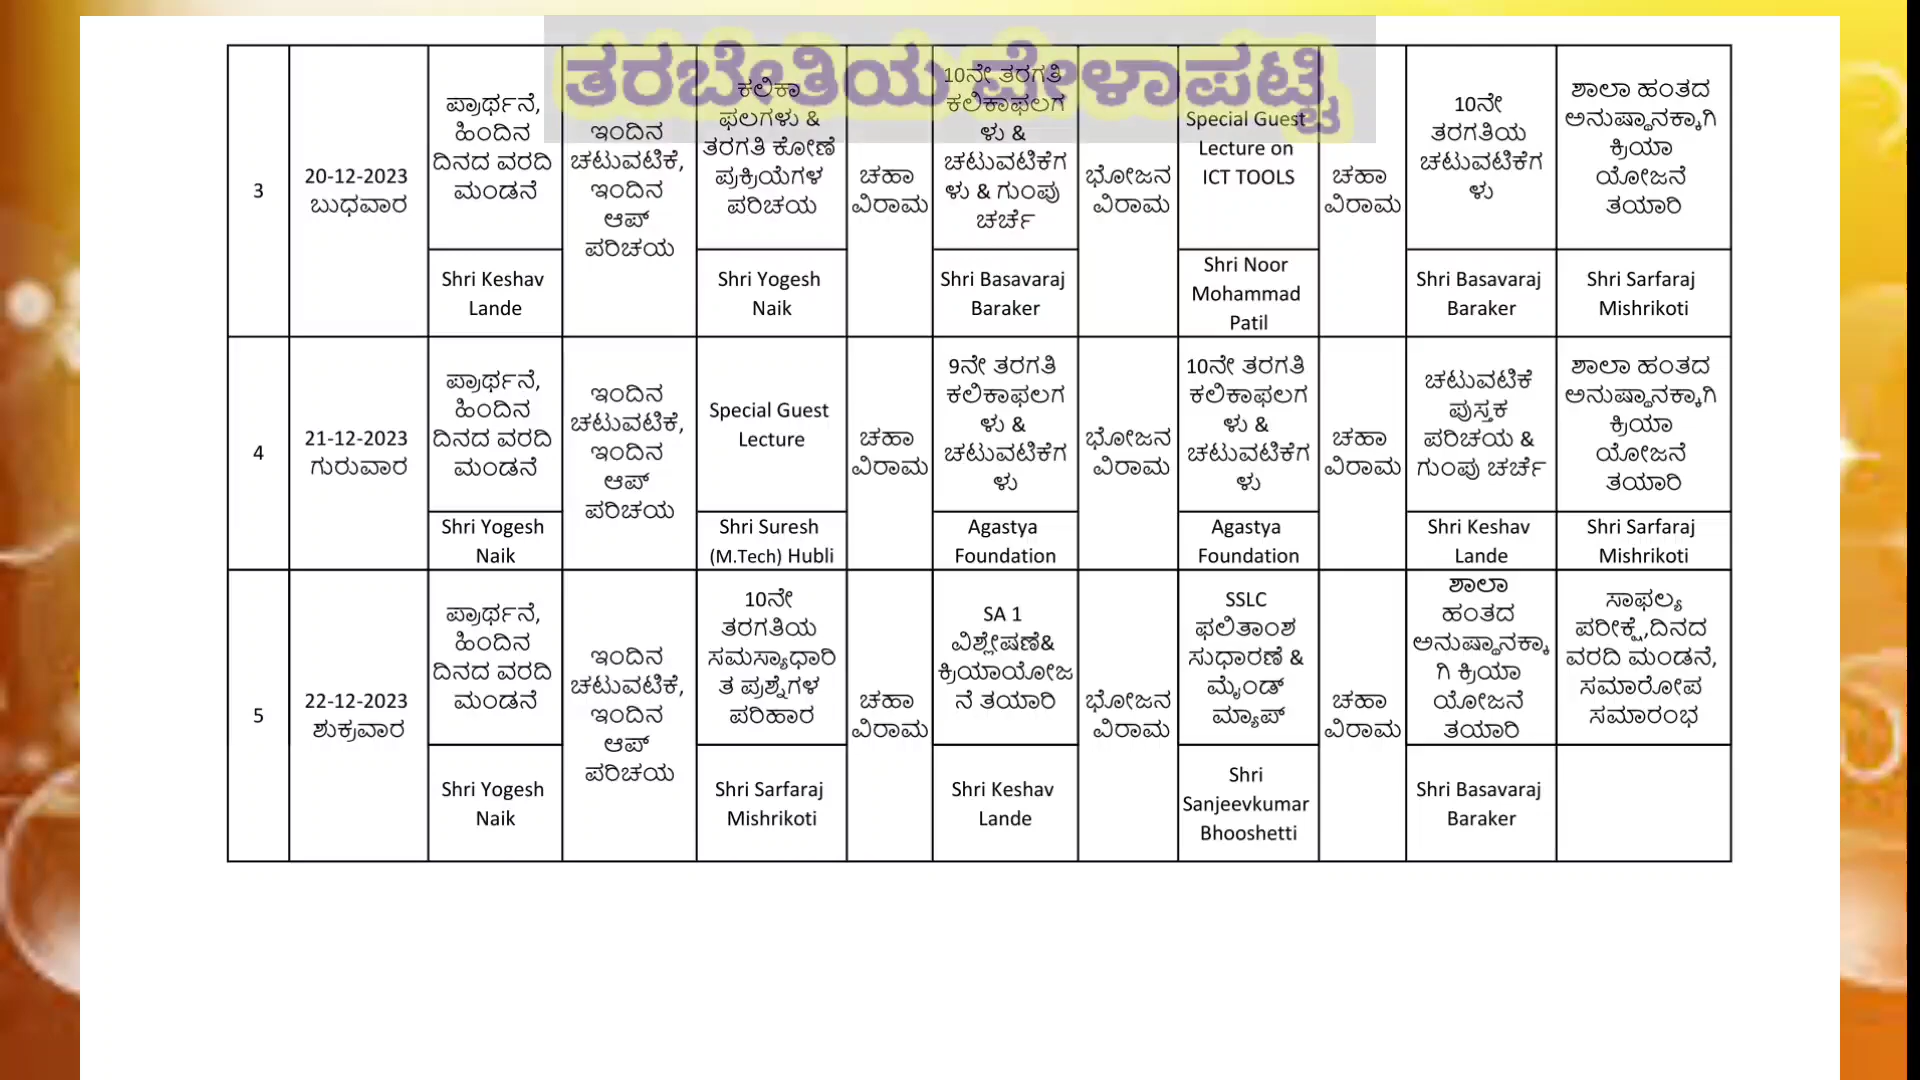 ತರಬೇತಿಯ ವೇಳಾಪಟ್ಟಿ
3
20-12-2023
ಬುಧವಾರ
ಪ್ರಾರ್ಥನೆ,
ಹಿಂದಿನ
ದಿನದ ವರದಿ
ಮಂಡನೆ
Shri Keshav
Lande
ಇಂದಿನ
ಚಟುವಟಿಕೆ,
ಇಂದಿನ
ಆಪ್
ಪರಿಚಯ
ಕಲಿಕಾ
ಫಲಗಳು &
ತರಗತಿ ಕೋಣೆ
ಪ್ರಕ್ರಿಯೆಗಳ
ಪರಿಚಯ
Shri Yogesh
Naik
ಚಹಾ
ವಿರಾಮ
10ನೇ ತರಗತಿ
ಕಲಿಕಾಫಲಗ
ಳು &
ಚಟುವಟಿಕೆಗ
ಳು & ಗುಂಪು
ಚರ್ಚೆ
Shri Basavaraj
Baraker
ಭೋಜನ
ವಿರಾಮ
Special Guest
Lecture on
ICT TOOLS
Shri Noor
Mohammad
Patil
ಚಹಾ
ವಿರಾಮ
10ನೇ
ತರಗತಿಯ
ಚಟುವಟಿಕೆಗ
ಳು
Shri Basavaraj
Baraker
ಶಾಲಾ ಹಂತದ
ಅನುಷ್ಠಾನಕ್ಕಾಗಿ
ಕ್ರಿಯಾ
ಯೋಜನೆ
ತಯಾರಿ
Shri Sarfaraj
Mishrikoti
4
21-12-2023
ಗುರುವಾರ
ಪ್ರಾರ್ಥನೆ,
ಹಿಂದಿನ
ದಿನದ ವರದಿ
ಮಂಡನೆ
Shri Yogesh
Naik
ಇಂದಿನ
ಚಟುವಟಿಕೆ,
ಇಂದಿನ
ಆಪ್
ಪರಿಚಯ
Special Guest
Lecture
Shri Suresh
(M.Tech) Hubli
ಚಹಾ
ವಿರಾಮ
9ನೇ ತರಗತಿ
ಕಲಿಕಾಫಲಗ
ಳು &
ಚಟುವಟಿಕೆಗ
ಳು
Agastya
Foundation
ಭೋಜನ
ವಿರಾಮ
10ನೇ ತರಗತಿ
ಕಲಿಕಾಫಲಗ
ಳು &
ಚಟುವಟಿಕೆಗ
ಳು
Agastya
Foundation
ಚಹಾ
ವಿರಾಮ
ಚಟುವಟಿಕೆ
ಪುಸ್ತಕ
ಪರಿಚಯ &
ಗುಂಪು ಚರ್ಚೆ
Shri Keshav
Lande
ಶಾಲಾ ಹಂತದ
ಅನುಷ್ಠಾನಕ್ಕಾಗಿ
ಕ್ರಿಯಾ
ಯೋಜನೆ
ತಯಾರಿ
Shri Sarfaraj
Mishrikoti
5
22-12-2023
ಶುಕ್ರವಾರ
ಪ್ರಾರ್ಥನೆ,
ಹಿಂದಿನ
ದಿನದ ವರದಿ
ಮಂಡನೆ
Shri Yogesh
Naik
ಇಂದಿನ
ಚಟುವಟಿಕೆ,
ಇಂದಿನ
ಆಪ್
ಪರಿಚಯ
10ನೇ
ತರಗತಿಯ
ಸಮಸ್ಯಾಧಾರಿ
ತ ಪ್ರಶ್ನೆಗಳ
ಪರಿಹಾರ
Shri Sarfaraj
Mishrikoti
ಚಹಾ
ವಿರಾಮ
SA 1
ವಿಶ್ಲೇಷಣೆ&
ಕ್ರಿಯಾಯೋಜ
ನೆ ತಯಾರಿ
Shri Keshav
Lande
ಭೋಜನ
ವಿರಾಮ
SSLC
ಫಲಿತಾಂಶ
ಸುಧಾರಣೆ &
ಮೈಂಡ್
ಮ್ಯಾಪ್
Shri
Sanjeevkumar
Bhooshetti
ಚಹಾ
ವಿರಾಮ
ಶಾಲಾ
ಹಂತದ
ಅನುಷ್ಠಾನಕ್ಕಾ
ಗಿ ಕ್ರಿಯಾ
ಯೋಜನೆ
ತಯಾರಿ
Shri Basavaraj
Baraker
ಸಾಫಲ್ಯ
ಪರೀಕ್ಷೆ,ದಿನದ
ವರದಿ ಮಂಡನೆ,
ಸಮಾರೋಪ
ಸಮಾರಂಭ